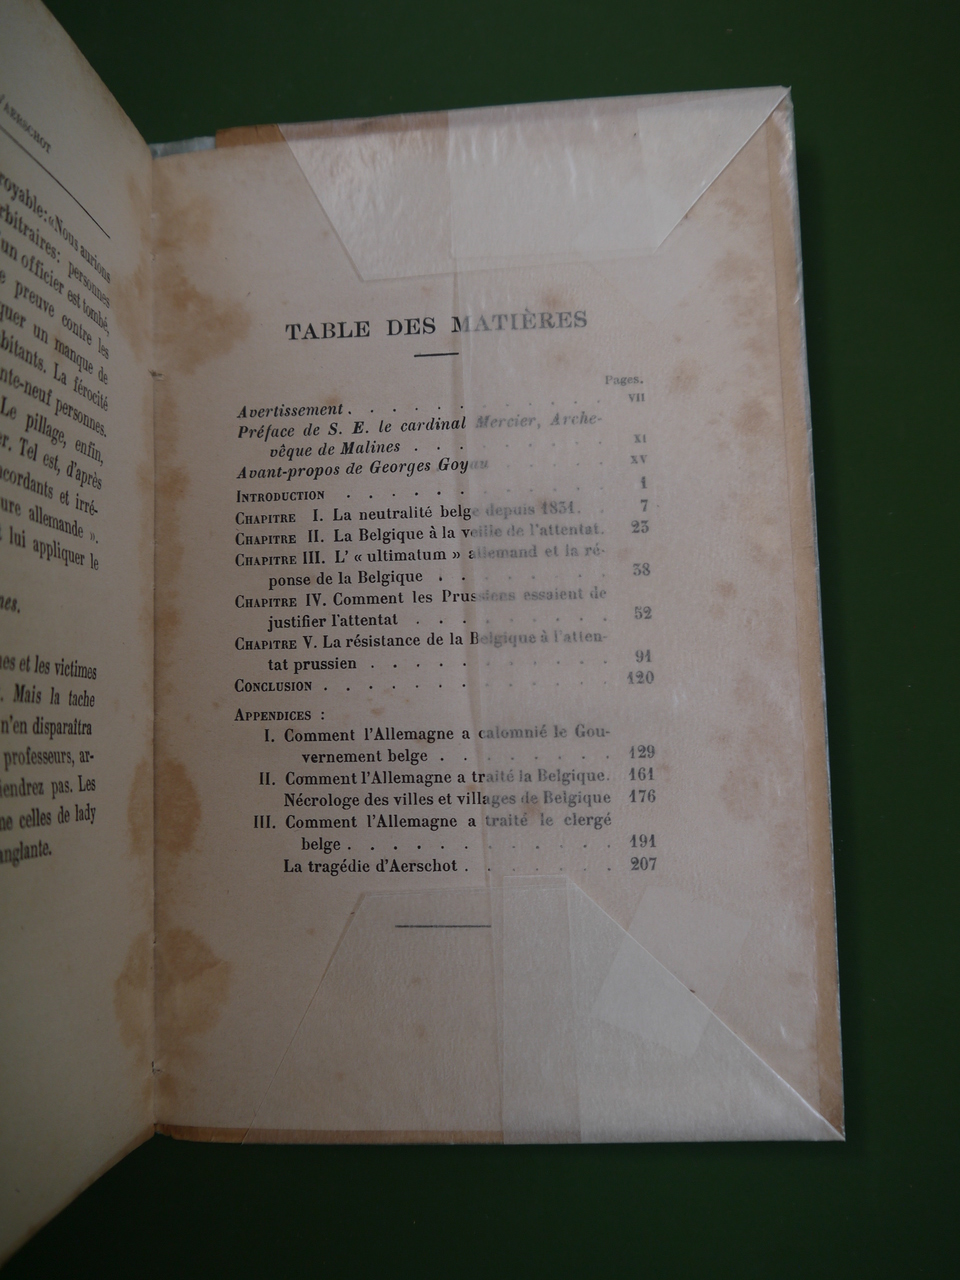 'AERSCHOT
royable: «Nous aurions
rbitraires: personnes
un officier est tombé,
e preuve contre les
quer un manque de
bitants. La férocité
nte-neuf personnes.
Le pillage, enfin,
r. Tel est, d'après
cordants et irré-
ure allemande ».
lui appliquer le
nes.
es et les victimes
. Mais la tache
n'en disparaîtra
professeurs, ar-
iendrez pas. Les
ne celles de lady
anglante.
TABLE DES MATIÈRES
Pages.
Avertissement . . . . . . . . . . VII
Préface de S. E. le cardinal Mercier, Arche-
vêque de Malines . . . . . . . . XI
Avant-propos de Georges Goyau . . . . XV
INTRODUCTION . . . . . . . . . . 1
CHAPITRE I. La neutralité belge depuis 1831. . 7
CHAPITRE II. La Belgique à la veille de l'attentat. 23
CHAPITRE III. L' « ultimatum » allemand et la ré-
ponse de la Belgique . . . . . . . 38
CHAPITRE IV. Comment les Prussiens essaient de
justifier l'attentat . . . . . . . . 52
CHAPITRE V. La résistance de la Belgique à l'atten-
tat prussien . . . . . . . . . 91
CONCLUSION . . . . . . . . . . . 120
APPENDICES :
I. Comment l'Allemagne a calomnié le Gou-
vernement belge . . . . . . . 129
II. Comment l'Allemagne a traité la Belgique. 161
Nécrologe des villes et villages de Belgique 176
III. Comment l'Allemagne a traité le clergé
belge . . . . . . . . . . . 191
La tragédie d'Aerschot . . . . . . 207